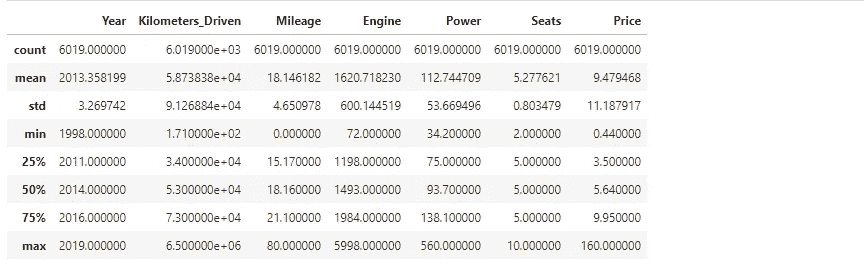 Year Kilometers_Driven Mileage Engine Power Seats Price
count 6019.000000 6.019000e+03 6019.000000 6019.000000 6019.000000 6019.000000 6019.000000
mean 2013.358199 5.873838e+04 18.146182 1620.718230 112.744709 5.277621 9.479468
std 3.269742 9.126884e+04 4.650978 600.144519 53.669496 0.803479 11.187917
min 1998.000000 1.710000e+02 0.000000 72.000000 34.200000 2.000000 0.440000
25% 2011.000000 3.400000e+04 15.170000 1198.000000 75.000000 5.000000 3.500000
50% 2014.000000 5.300000e+04 18.160000 1493.000000 93.700000 5.000000 5.640000
75% 2016.000000 7.300000e+04 21.100000 1984.000000 138.100000 5.000000 9.950000
max 2019.000000 6.500000e+06 80.000000 5998.000000 560.000000 10.000000 160.000000